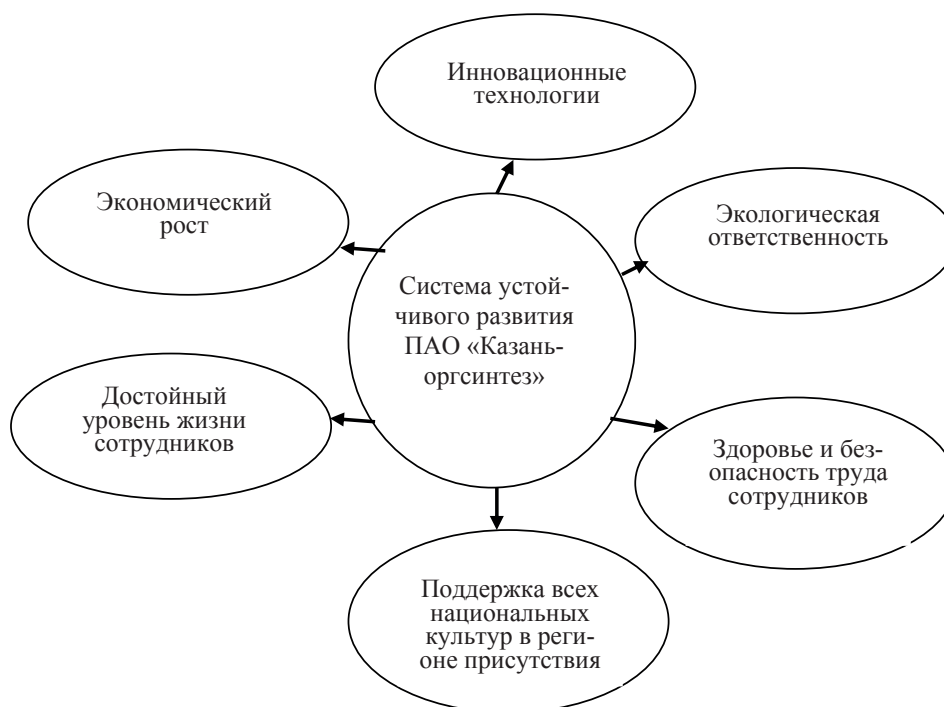 Инновационные
технологии
Экономический
рост
Экологическая
ответственность
Система устой-
чивого развития
ПАО «Казань-
оргсинтез»
Достойный
уровень жизни
сотрудников
Здоровье и без-
опасность труда
сотрудников
Поддержка всех
национальных
культур в реги-
оне присутствия